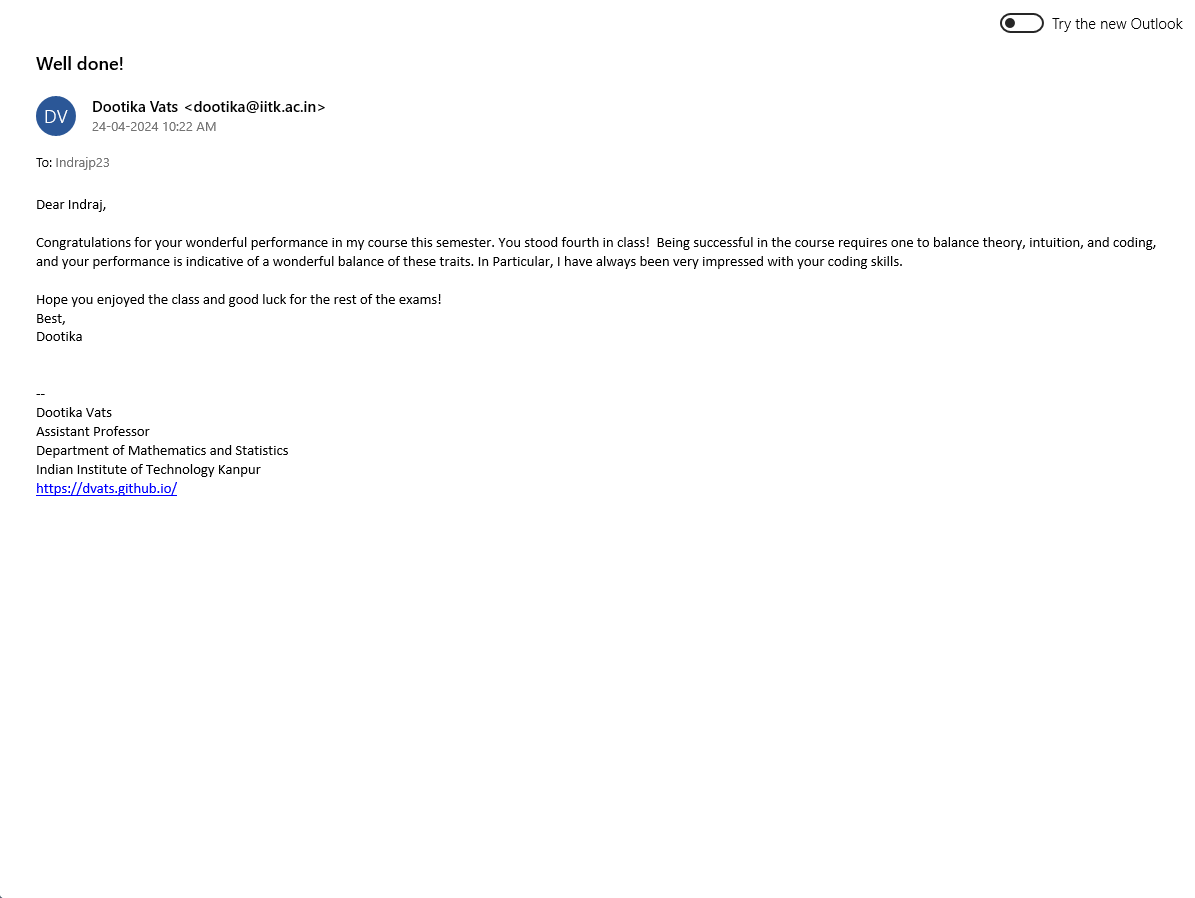 Try the new Outlook
Well done!
DV
Dootika Vats <dootika@iitk.ac.in>
24-04-2024 10:22 AM
To: Indrajp23
Dear Indraj,
Congratulations for your wonderful performance in my course this semester. You stood fourth in class!  Being successful in the course requires one to balance theory, intuition, and coding,
and your performance is indicative of a wonderful balance of these traits. In Particular, I have always been very impressed with your coding skills.
Hope you enjoyed the class and good luck for the rest of the exams!
Best,
Dootika
--
Dootika Vats
Assistant Professor
Department of Mathematics and Statistics
Indian Institute of Technology Kanpur
https://dvats.github.io/